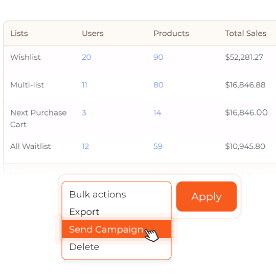 Lists Users Products Total Sales
Wishlist 20 90 $52,281.27
Multi-list 11 80 $16,846.88
Next Purchase 3 14 $16,846.00
Cart
All Waitlist 12 59 $10,945.80
Bulk actions
Apply
Export
Send Campaign
Delete